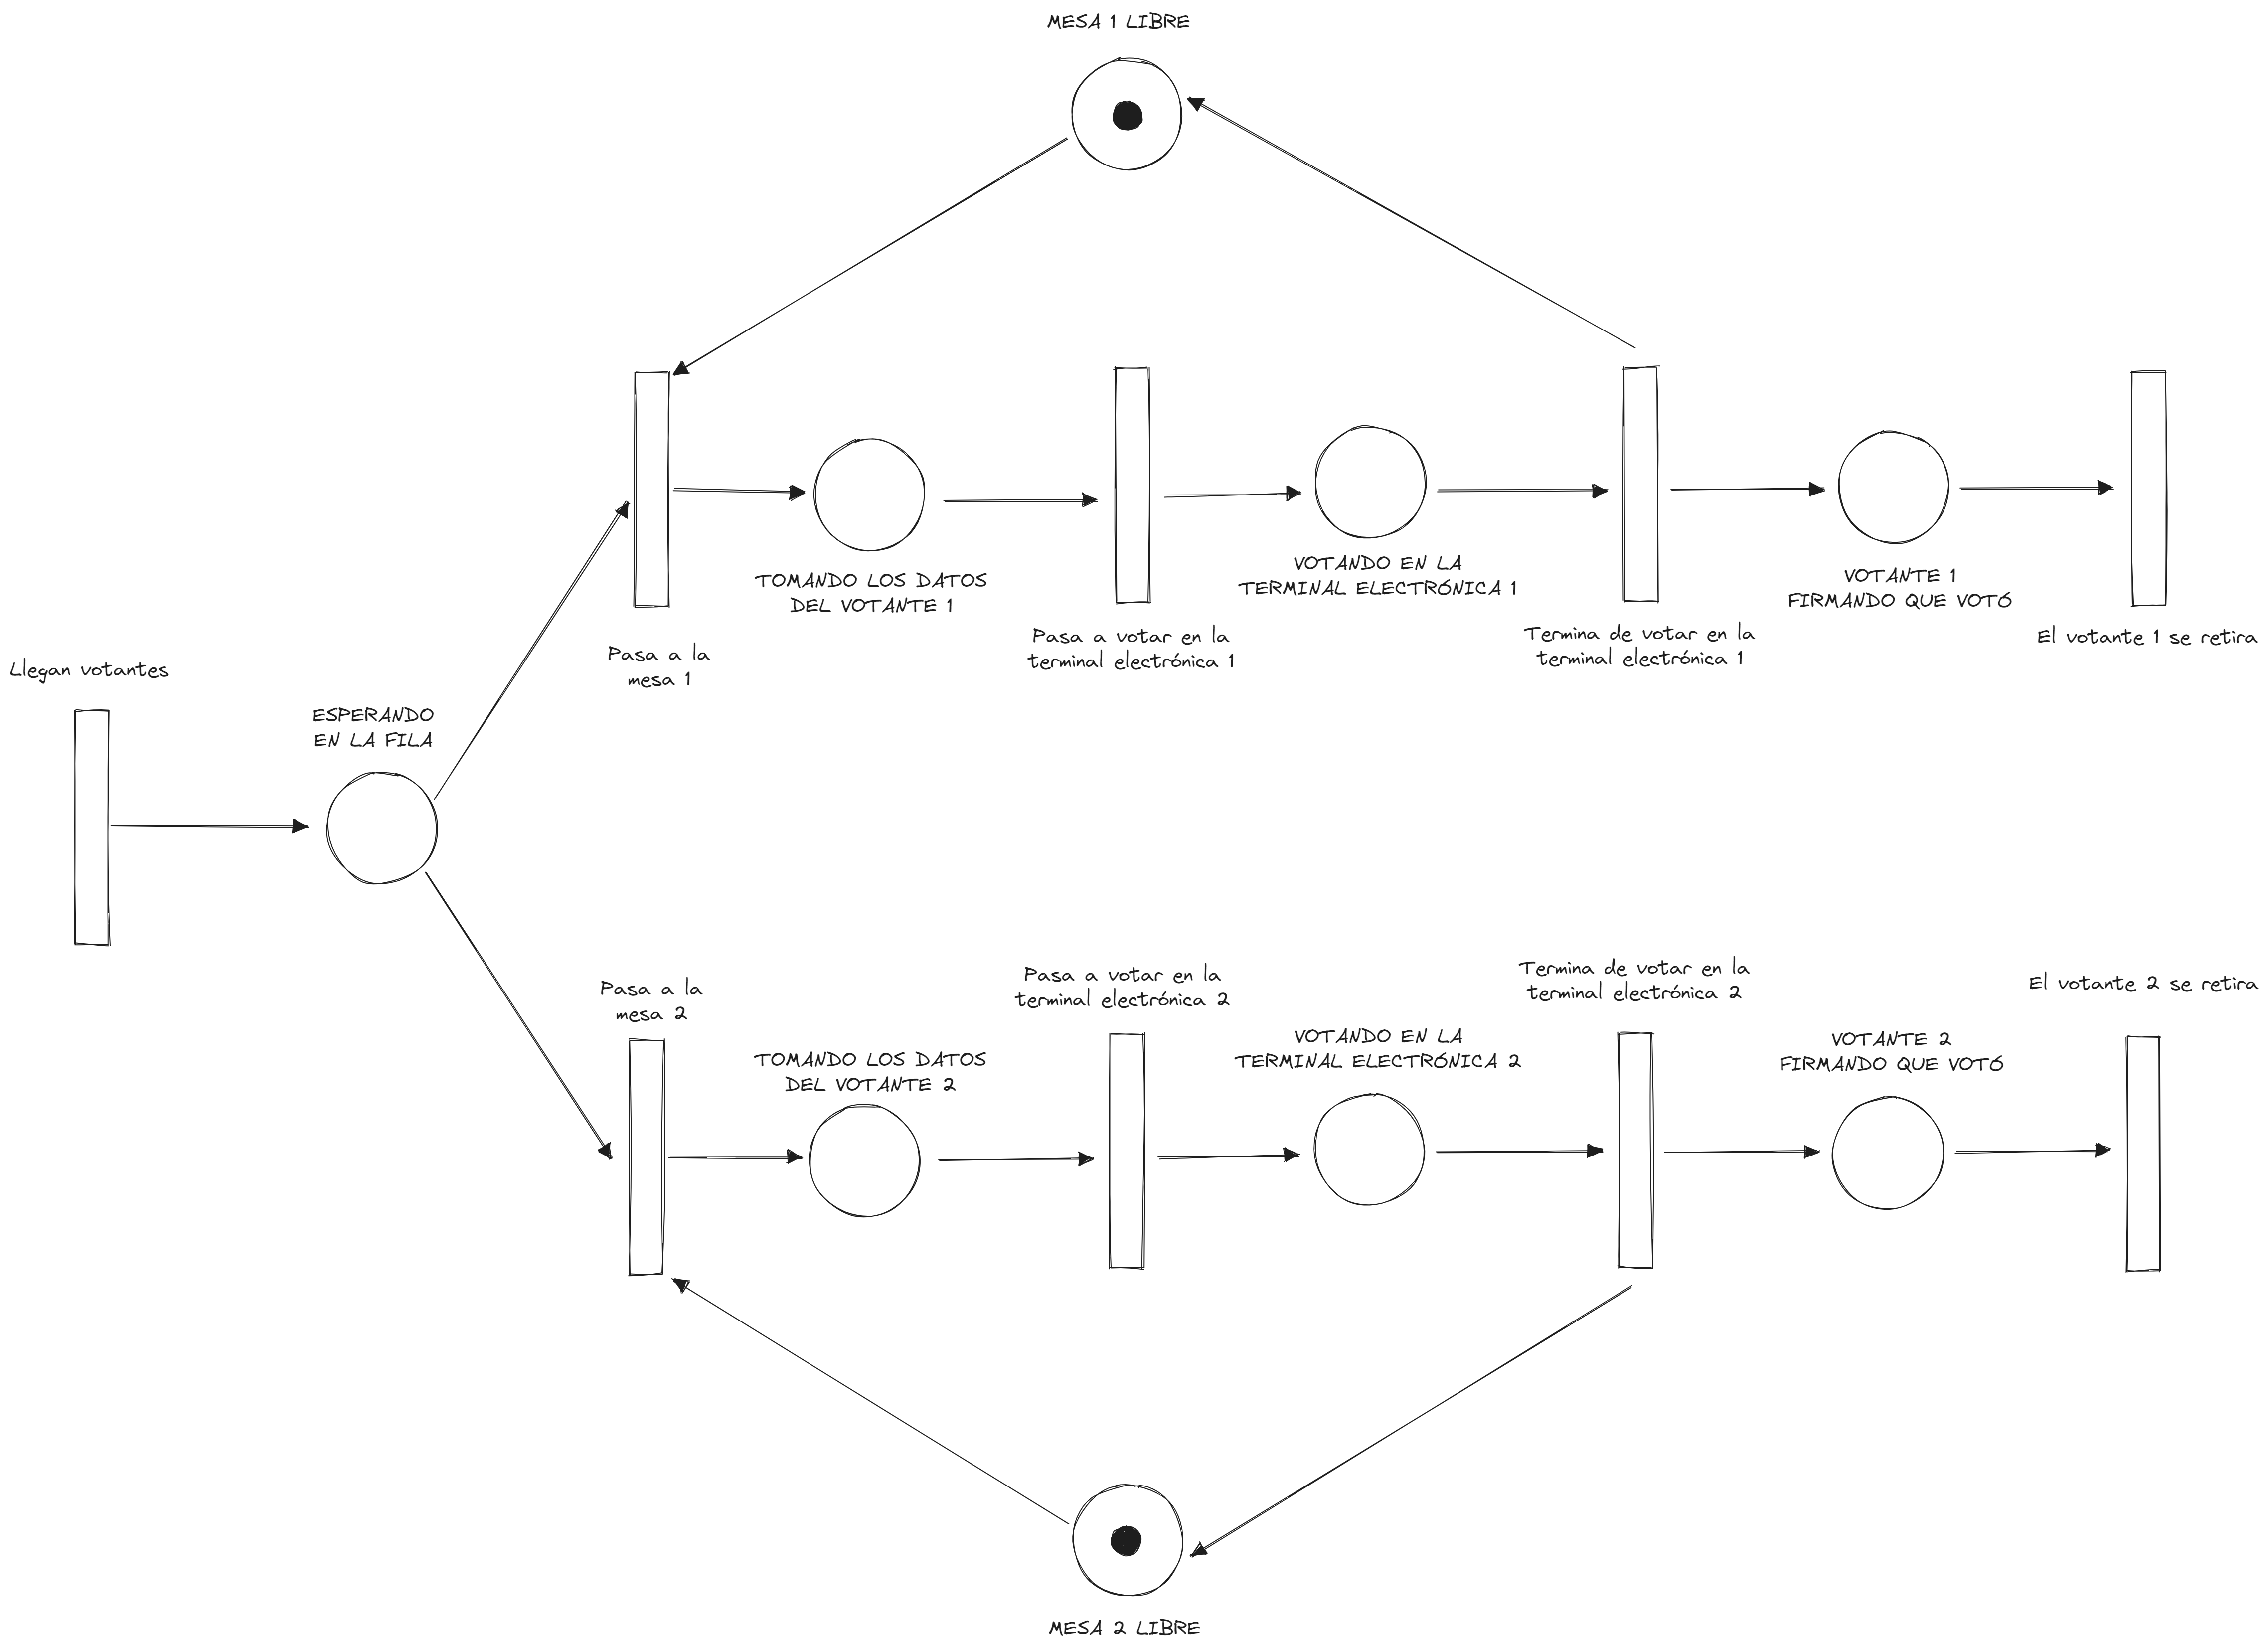 MESA 1 LIBRE
TOMANDO LOS DATOS
DEL VOTANTE 1
VOTANDO EN LA
TERMINAL ELECTRÓNICA 1
VOTANTE 1
FIRMANDO QUE VOTÓ
Pasa a la
mesa 1
Pasa a votar en la
terminal electrónica 1
Termina de votar en la
terminal electrónica 1
El votante 1 se retira
Llegan votantes
ESPERANDO
EN LA FILA
Pasa a la
mesa 2
Pasa a votar en la
terminal electrónica 2
Termina de votar en la
terminal electrónica 2
El votante 2 se retira
TOMANDO LOS DATOS
DEL VOTANTE 2
VOTANDO EN LA
TERMINAL ELECTRÓNICA 2
VOTANTE 2
FIRMANDO QUE VOTÓ
MESA 2 LIBRE